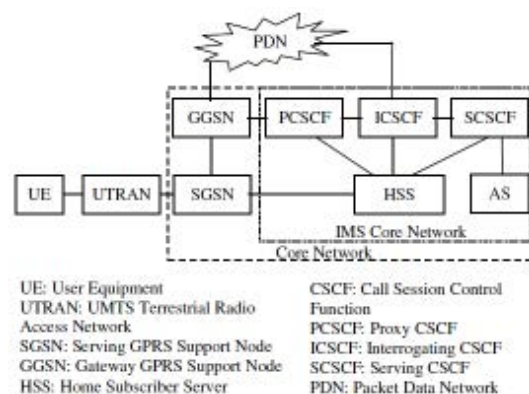 PDN
GGSN
PCSCF
ICSCF
SCSCF
UE
UTRAN
SGSN
HSS
AS
IMS Core Network
Core Network
UE: User Equipment
UTRAN: UMTS Terrestrial Radio
Access Network
SGSN: Serving GPRS Support Node
GGSN: Gateway GPRS Support Node
HSS: Home Subscriber Server
CSCF: Call Session Control
Function
PCSCF: Proxy CSCF
ICSCF: Interrogating CSCF
SCSCF: Serving CSCF
PDN: Packet Data Network